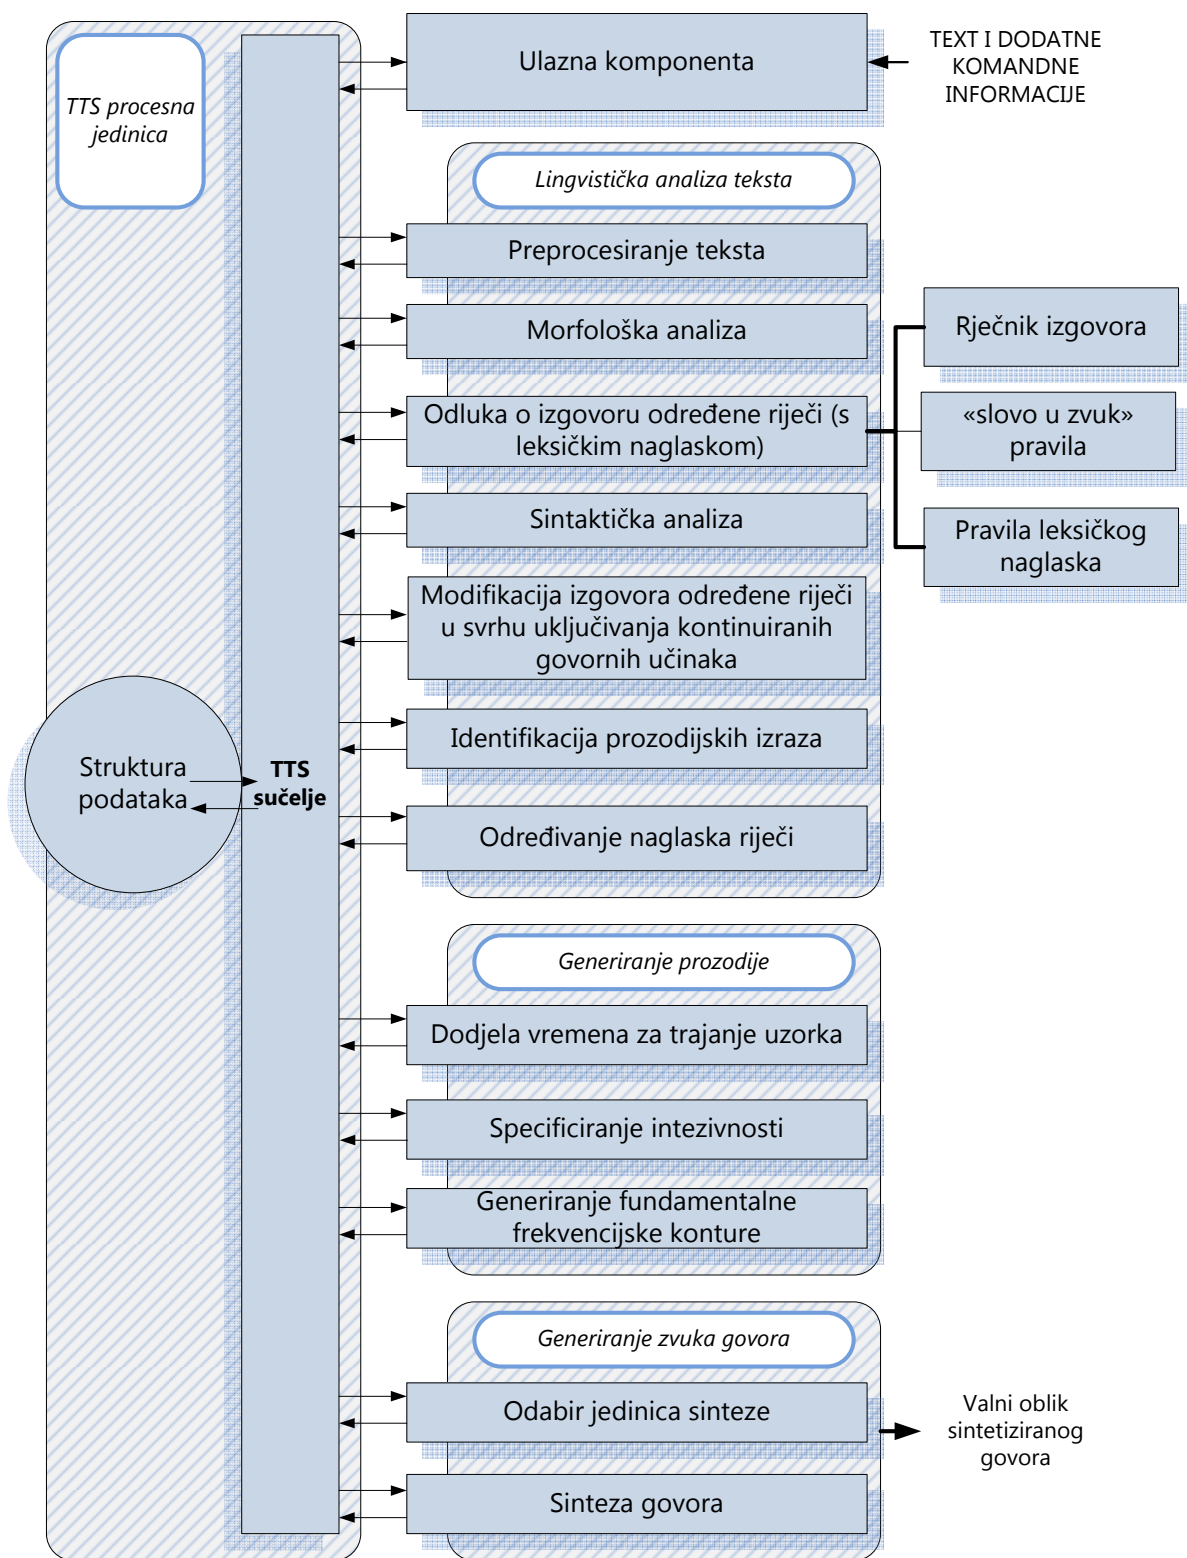 TTS procesna
jedinica
Ulazna komponenta
TEXT I DODATNE
KOMANDNE
INFORMACIJE
Lingvistička analiza teksta
Preprocesiranje teksta
Morfološka analiza
Rječnik izgovora
Odluka o izgovoru određene riječi (s
leksičkim naglaskom)
«slovo u zvuk»
pravila
Sintaktička analiza
Pravila leksičkog
naglaska
Modifikacija izgovora određene riječi
u svrhu uključivanja kontinuiranih
govornih učinaka
Identifikacija prozodijskih izraza
Struktura
podataka
TTS
sučelje
Određivanje naglaska riječi
Generiranje prozodije
Dodjela vremena za trajanje uzorka
Specificiranje intezivnosti
Generiranje fundamentalne
frekvencijske konture
Generiranje zvuka govora
Odabir jedinica sinteze
Valni oblik
sintetiziranog
govora
Sinteza govora